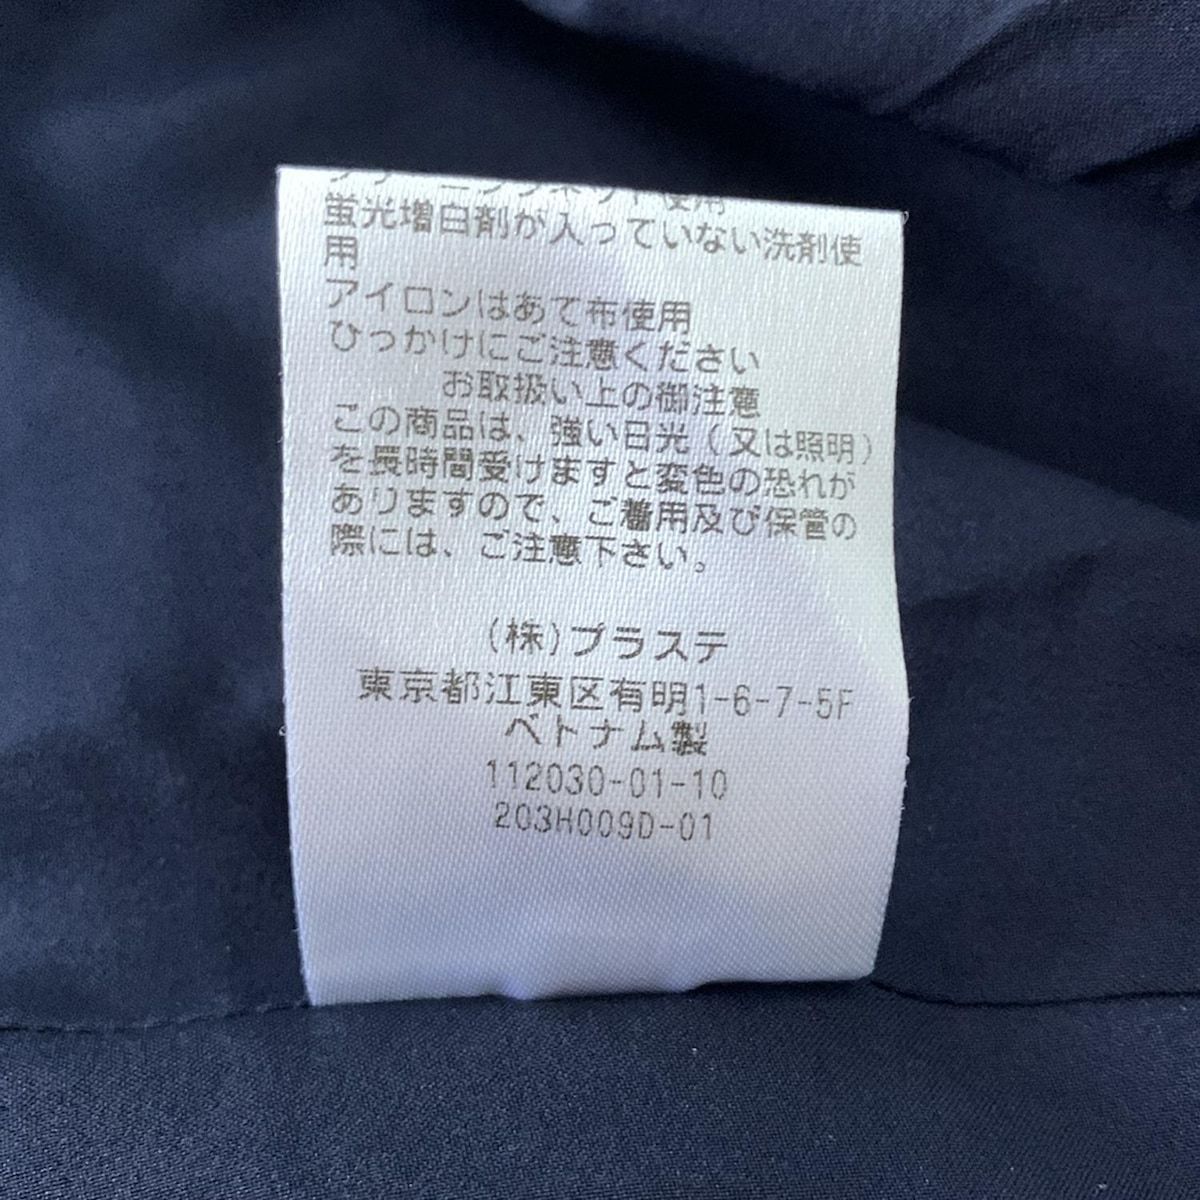 使用
蛍光増白剤が入っていない洗剤使
用
アイロンはあて布使用
ひっかけにご注意ください
お取扱い上の御注意
この商品は、強い日光(又は照明)
を長時間受けますと変色の恐れが
ありますので、ご着用及び保管の
際には、ご注意下さい。
(株)プラステ
東京都江東区有明1-6-7-5F
ベトナム製
112030-01-10
203H009D-01